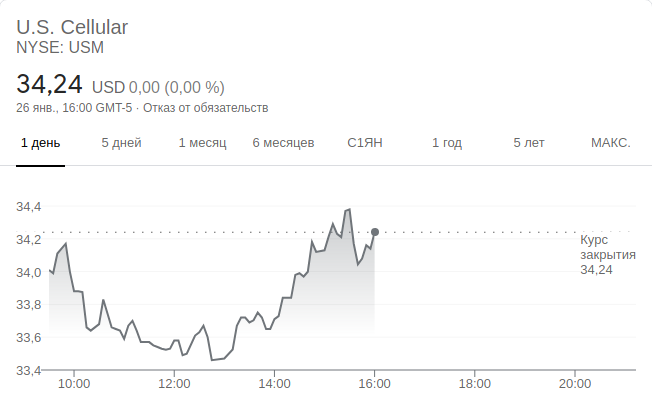 U.S. Cellular
NYSE: USM
34,24 USD 0,00 (0,00 %)
26 янв., 16:00 GMT-5 · Отказ от обязательств
1 день 5 дней 1 месяц 6 месяцев С1ЯН 1 год 5 лет МАКС.
34,4
34,2
34,0
33,8
33,6
33,4
Курс
закрытия
34,24
10:00 12:00 14:00 16:00 18:00 20:00